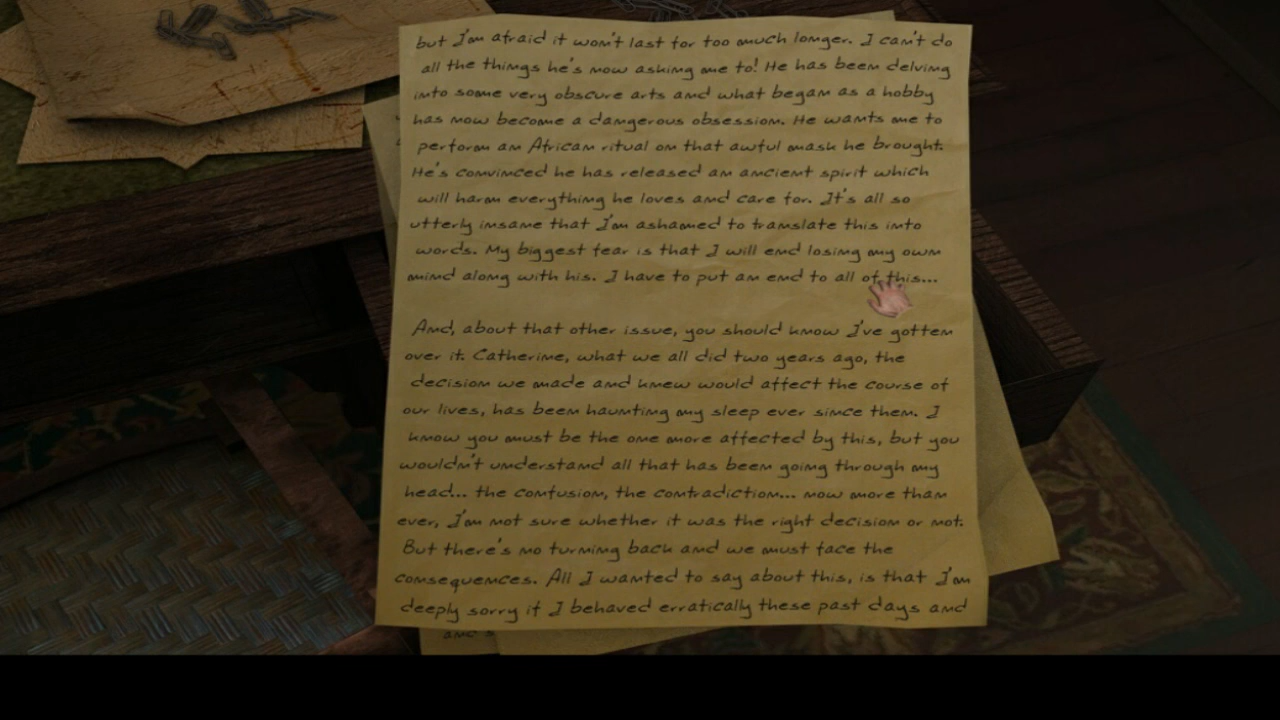 but I'm afraid it won't last for too much longer. I can't do
all the things he's now asking me to! He has been delving
into some very obscure arts and what began as a hobby
has now become a dangerous obsession. He wants me to
perform an African ritual on that awful mask he brought.
He's convinced he has released an ancient spirit which
will harm everything he loves and care for. It's all so
utterly insane that I'm ashamed to translate this into
words. My biggest fear is that I will end losing my own
mind along with his. I have to put an end to all of this...
And, about that other issue, you should know I've gotten
over it. Catherine, what we all did two years ago, the
decision we made and knew would affect the course of
our lives, has been haunting my sleep ever since then. I
know you must be the one more affected by this, but you
wouldn't understand all that has been going through my
head... the confusion, the contradiction... now more than
ever, I'm not sure whether it was the right decision or not.
But there's no turning back and we must face the
consequences. All I wanted to say about this, is that I'm
deeply sorry if I behaved erratically these past days and